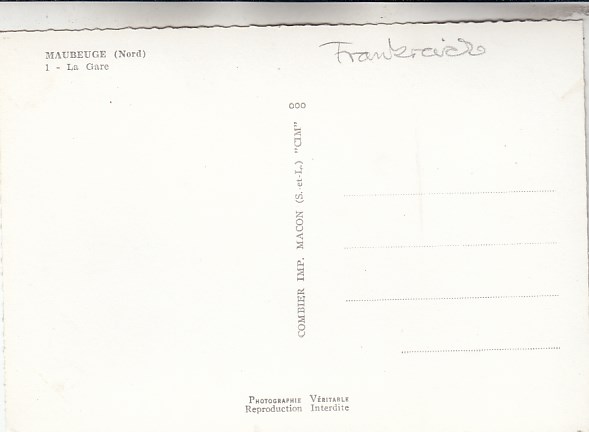 MAUBEUGE (Nord)
1 - La Gare
Frankreich
000
COMBIER IMP. MACON (S.-et-L.) "CIM"
PHOTOGRAPHIE VÉRITABLE
Reproduction Interdite